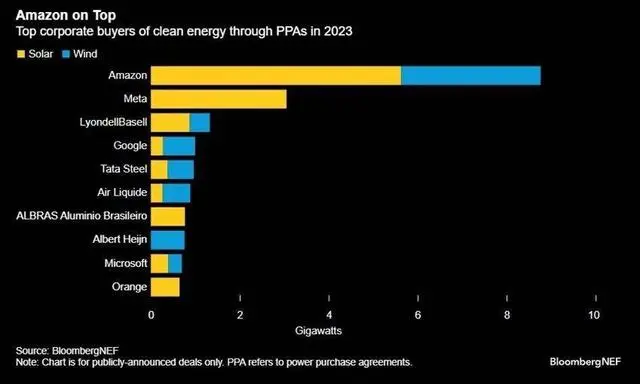 Amazon on Top
Top corporate buyers of clean energy through PPAs in 2023
Solar Wind
Amazon
Meta
LyondellBasell
Google
Tata Steel
Air Liquide
ALBRAS Aluminio Brasileiro
Albert Heijn
Microsoft
Orange
0 2 4 6 8 10
Gigawatts
Source: BloombergNEF
Note: Chart is for publicly-announced deals only. PPA refers to power purchase agreements.
BloombergNEF